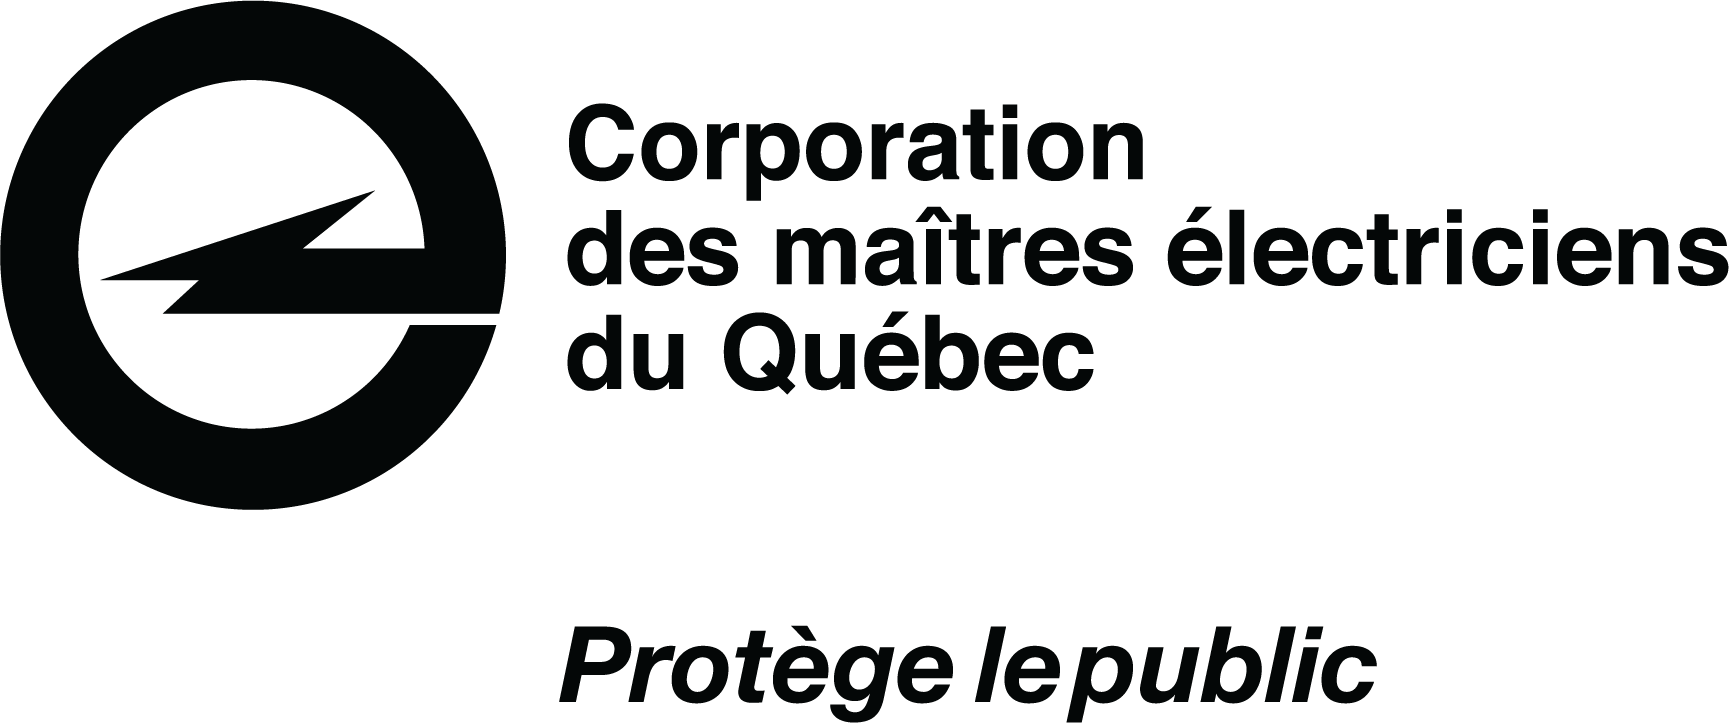 Corporation
des maîtres électriciens
du Québec
Protège le public